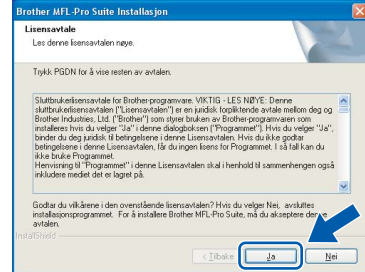 Brother MFL-Pro Suite Installasjon
Lisensavtale
Les denne lisensavtalen nøye.
Trykk PGDN for å vise resten av avtalen.
Sluttbrukerlisensavtale for Brother-programvare. VIKTIG - LES NØYE: Denne
sluttbrukerlisensavtalen ("Lisensavtalen") er en juridisk forpliktende avtale mellom deg og
Brother Industries, Ltd. ("Brother") som styrer bruken av Brother-programvaren som
installeres hvis du velger "Ja" i denne dialogboksen ("Programmet"). Hvis du velger "Ja",
binder du deg juridisk til betingelsene i denne Lisensavtalen. Hvis du ikke godtar
betingelsene i denne Lisensavtalen, får du ingen lisens for Programmet. I så fall kan du
ikke bruke Programmet.
Henvisning til "Programmet" i denne Lisensavtalen skal i henhold til sammenhengen også
inkludere mediet det er lagret på.
Godtar du vilkårene i den ovenstående lisensavtalen? Hvis du velger Nei, avsluttes
installasjonsprogrammet. For å installere Brother MFL-Pro Suite, må du akseptere denne
avtalen.
InstallShield
< Tilbake
Ja
Nei